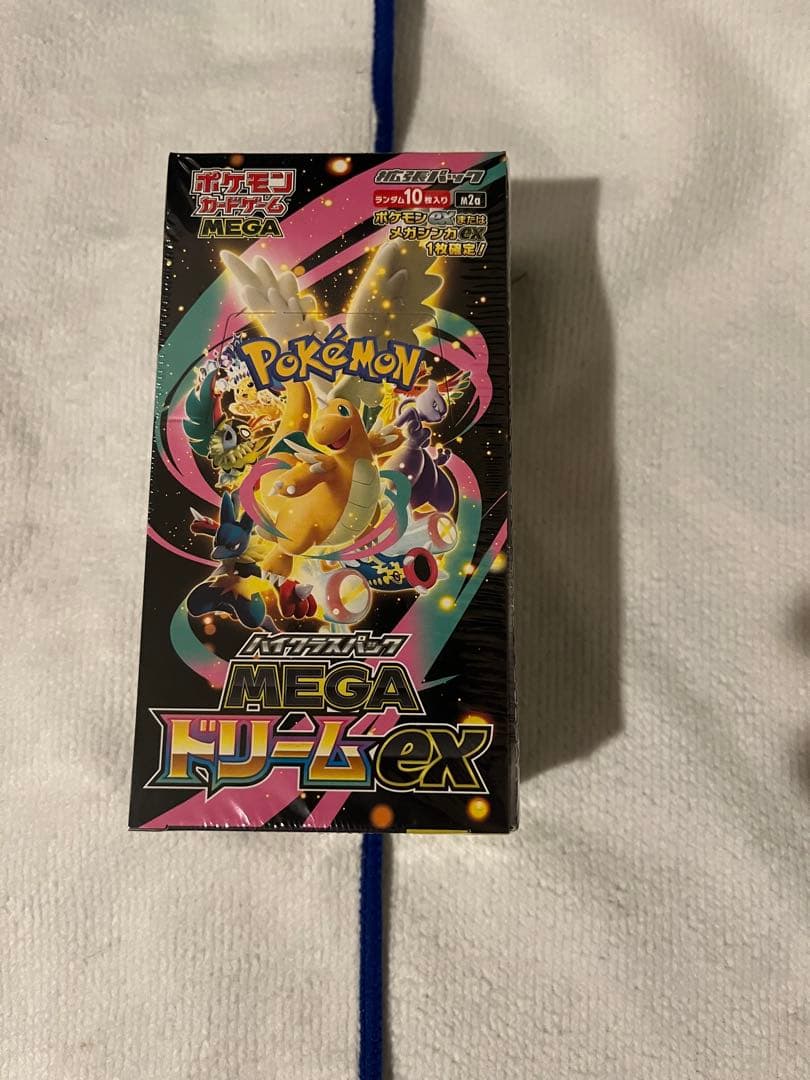 ポケモン
カードゲーム
MEGA
拡張パック
ランダム10枚入り M2a
ポケモンexまたは
メガシンカex
1枚確定!
POKéMON
ハイクラスパック
MEGA
ドリームex